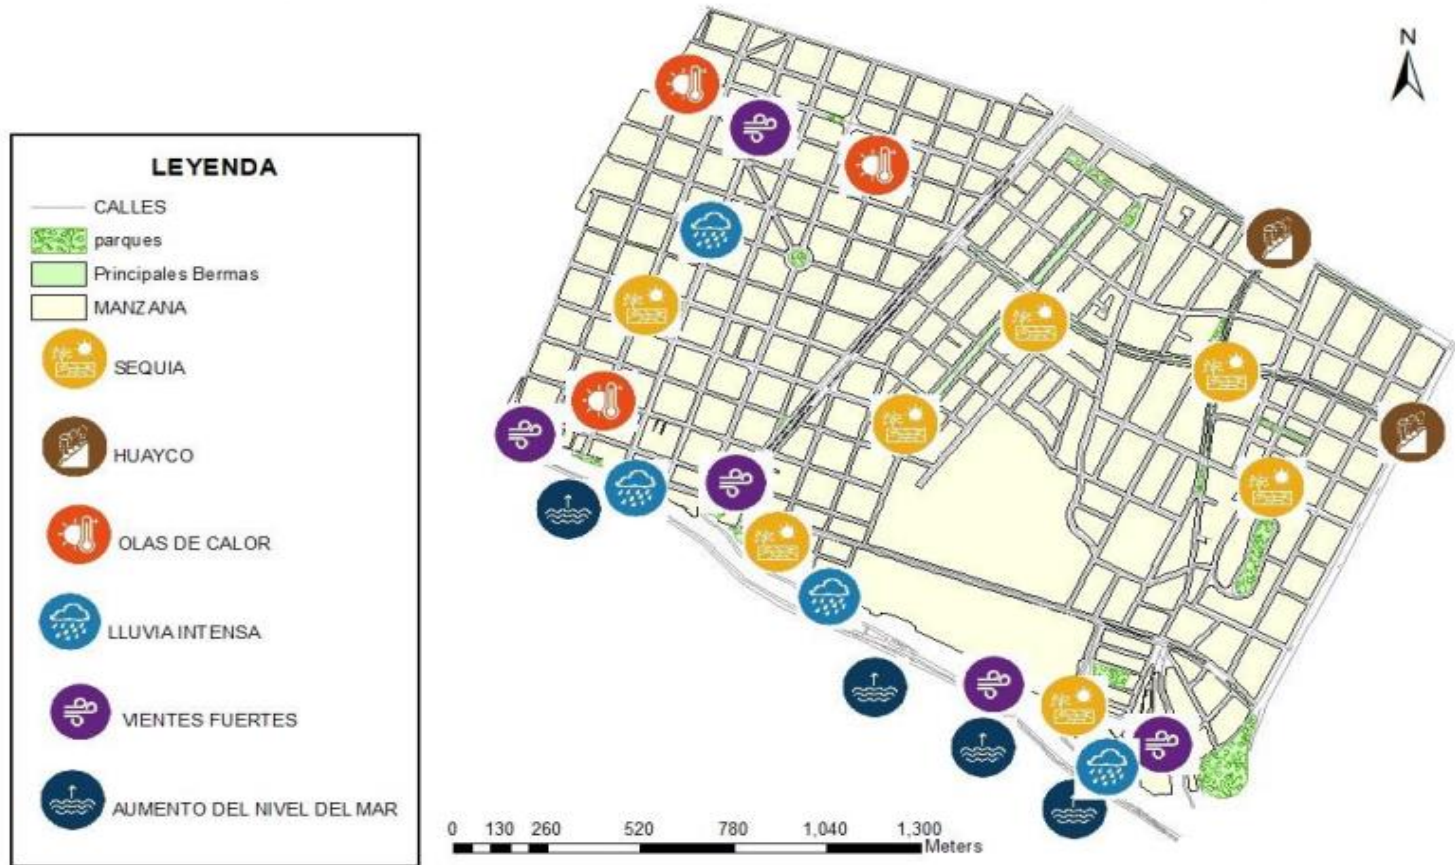 N
LEYENDA
CALLES
parques
Principales Bermas
MANZANA
SEQUIA
HUAYCO
OLAS DE CALOR
LLUVIA INTENSA
VIENTES FUERTES
AUMENTO DEL NIVEL DEL MAR
0 130 260 520 780 1,040 1,300
Meters